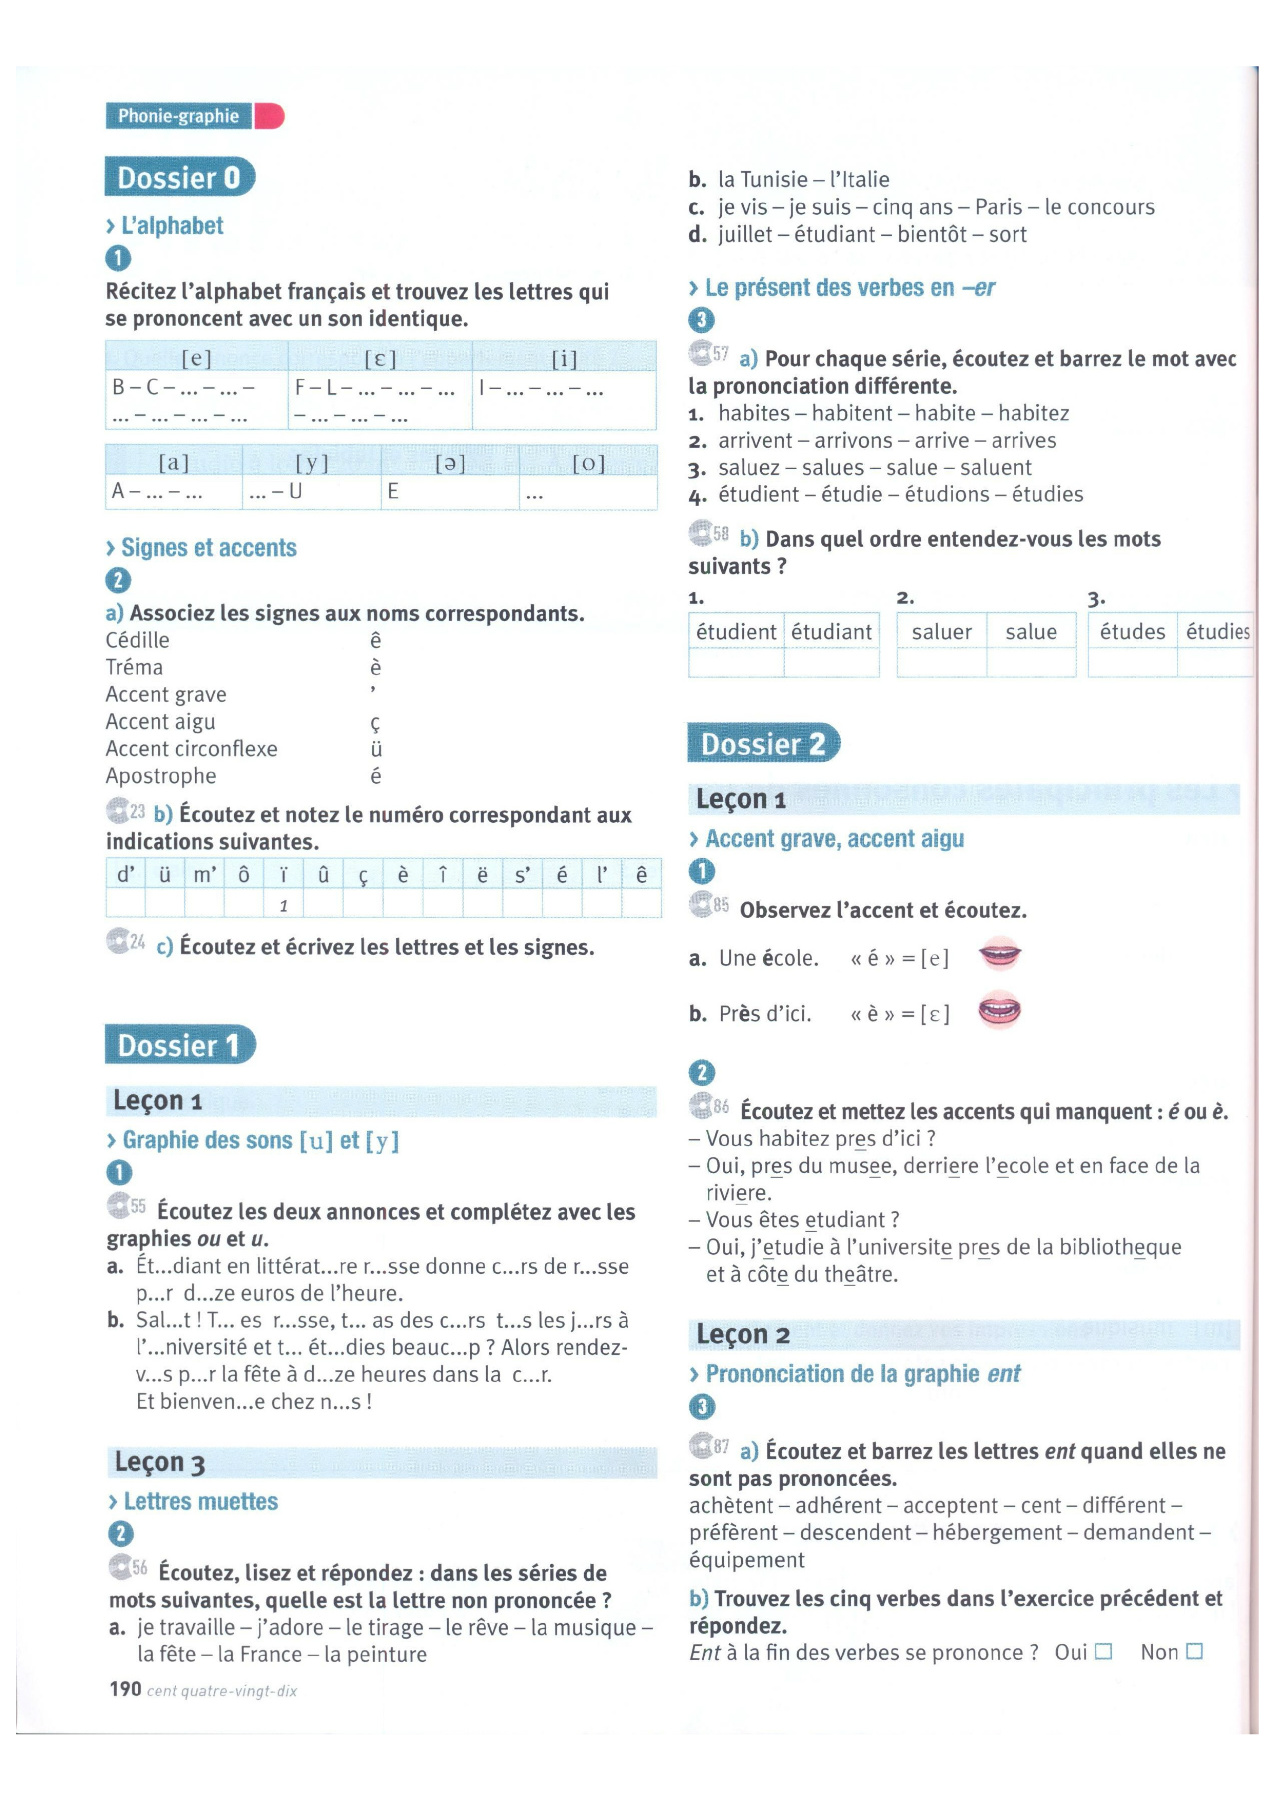 Phonie-graphie
Dossier 0
> L'alphabet
1
Récitez l'alphabet français et trouvez les lettres qui
se prononcent avec un son identique.
[e] [ɛ] [i]
B – C – ... – ... – F – L – ... – ... – ... I – ... – ... – ...
... – ... – ... – ... – ... – ... – ...
[a] [y] [ə] [o]
A – ... – ... ... – U E ...
> Signes et accents
2
a) Associez les signes aux noms correspondants.
Cédille ê
Tréma è
Accent grave ’
Accent aigu ç
Accent circonflexe ü
Apostrophe é
23 b) Écoutez et notez le numéro correspondant aux
indications suivantes.
d’ ü m’ ô ï û ç è î ë s’ é l’ ê
1
24 c) Écoutez et écrivez les lettres et les signes.
Dossier 1
Leçon 1
> Graphie des sons [u] et [y]
1
55 Écoutez les deux annonces et complétez avec les
graphies ou et u.
a. Ét...diant en littérat...re r...sse donne c...rs de r...sse
p...r d...ze euros de l'heure.
b. Sal...t ! T... es r...sse, t... as des c...rs t...s les j...rs à
l'...niversité et t... ét...dies beauc...p ? Alors rendez-
v...s p...r la fête à d...ze heures dans la c...r.
Et bienven...e chez n...s !
Leçon 3
> Lettres muettes
2
56 Écoutez, lisez et répondez : dans les séries de
mots suivantes, quelle est la lettre non prononcée ?
a. je travaille – j'adore – le tirage – le rêve – la musique –
la fête – la France – la peinture
190 cent quatre-vingt-dix
b. la Tunisie – l'Italie
c. je vis – je suis – cinq ans – Paris – le concours
d. juillet – étudiant – bientôt – sort
> Le présent des verbes en –er
3
57 a) Pour chaque série, écoutez et barrez le mot avec
la prononciation différente.
1. habites – habitent – habite – habitez
2. arrivent – arrivons – arrive – arrives
3. saluez – salues – salue – saluent
4. étudient – étudie – étudions – étudies
58 b) Dans quel ordre entendez-vous les mots
suivants ?
1. 2. 3.
étudient étudiant saluer salue études étudies
Dossier 2
Leçon 1
> Accent grave, accent aigu
1
85 Observez l'accent et écoutez.
a. Une école. « é » = [e]
b. Près d'ici. « è » = [ɛ]
2
86 Écoutez et mettez les accents qui manquent : é ou è.
– Vous habitez pres d'ici ?
– Oui, pres du musee, derriere l'ecole et en face de la
riviere.
– Vous êtes etudiant ?
– Oui, j'etudie à l'universite pres de la bibliotheque
et à côte du theâtre.
Leçon 2
> Prononciation de la graphie ent
3
87 a) Écoutez et barrez les lettres ent quand elles ne
sont pas prononcées.
achètent – adhérent – acceptent – cent – différent –
préfèrent – descendent – hébergement – demandent –
équipement
b) Trouvez les cinq verbes dans l'exercice précédent et
répondez.
Ent à la fin des verbes se prononce ? Oui □ Non □